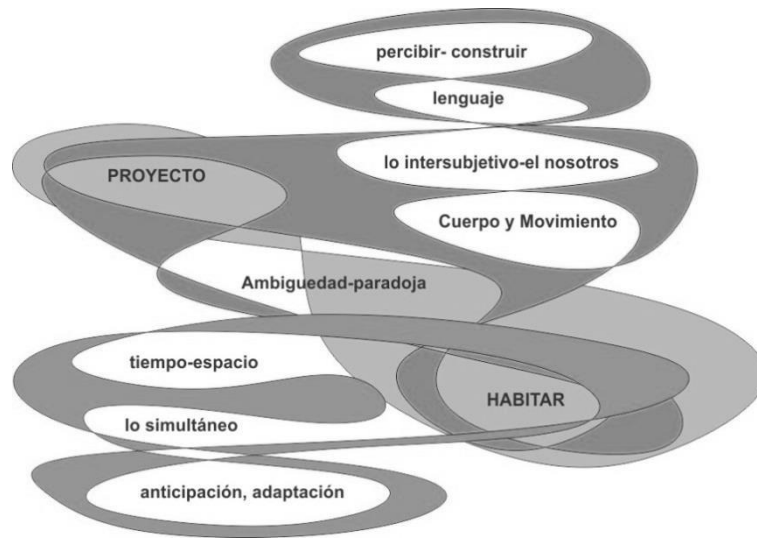 percibir- construir
lenguaje
lo intersubjetivo-el nosotros
PROYECTO
Cuerpo y Movimiento
Ambiguedad-paradoja
tiempo-espacio
HABITAR
lo simultáneo
anticipación, adaptación